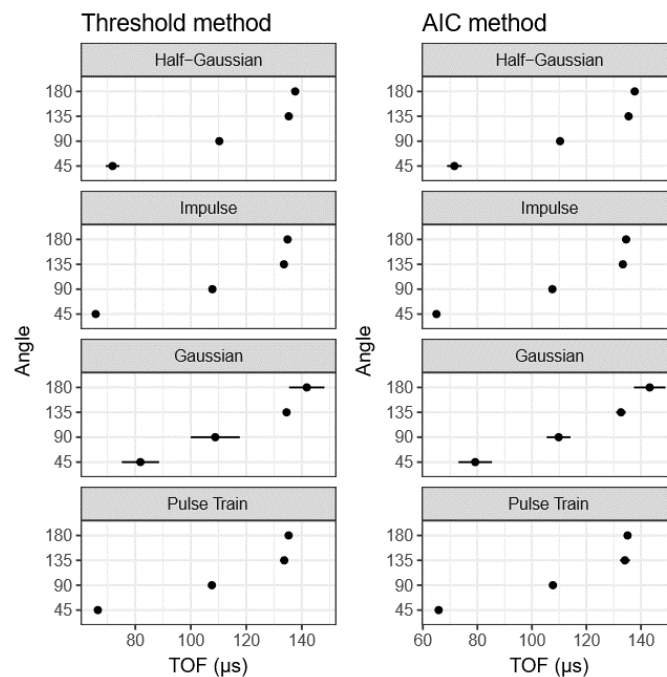 Threshold method
Half−Gaussian
180
135
90
45
Impulse
180
135
90
45
Angle
Gaussian
180
135
90
45
Pulse Train
180
135
90
45
80 100 120 140
TOF (μs)
AIC method
Half−Gaussian
180
135
90
45
Impulse
180
135
90
45
Angle
Gaussian
180
135
90
45
Pulse Train
180
135
90
45
60 80 100 120 140
TOF (μs)